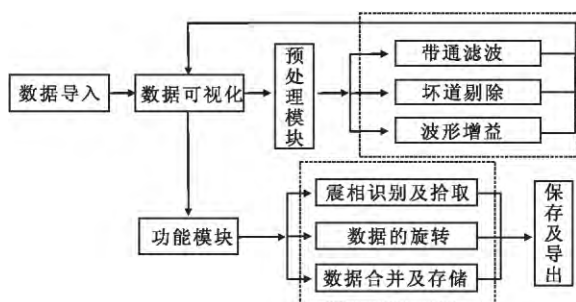 数据导入
数据可视化
预处理模块
带通滤波
坏道剔除
波形增益
功能模块
震相识别及拾取
数据的旋转
数据合并及存储
保存及导出